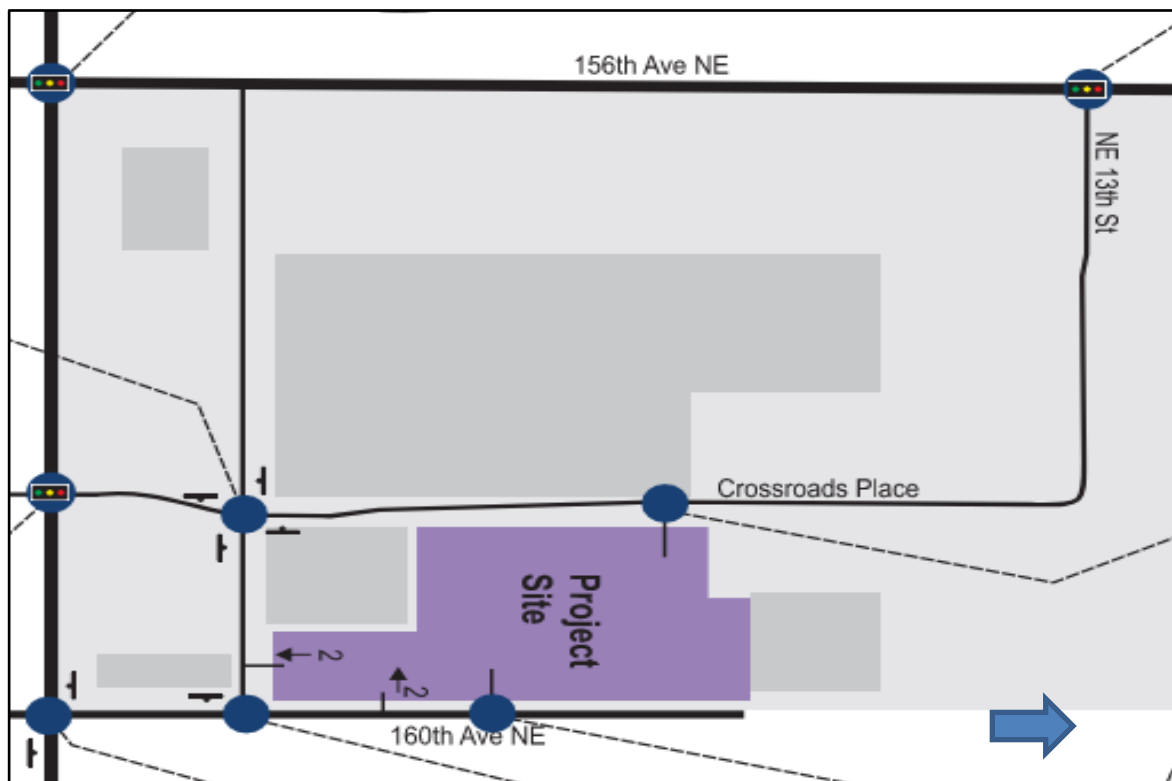 156th Ave NE
NE 13th St
Crossroads Place
Project
Site
2
2
160th Ave NE